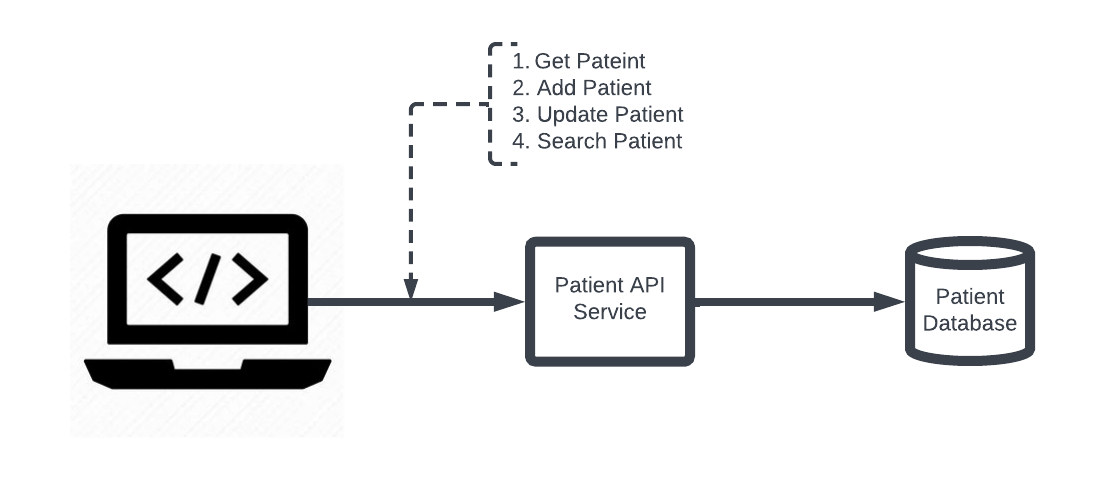 1. Get Pateint
2. Add Patient
3. Update Patient
4. Search Patient
</>
Patient API
Service
Patient
Database